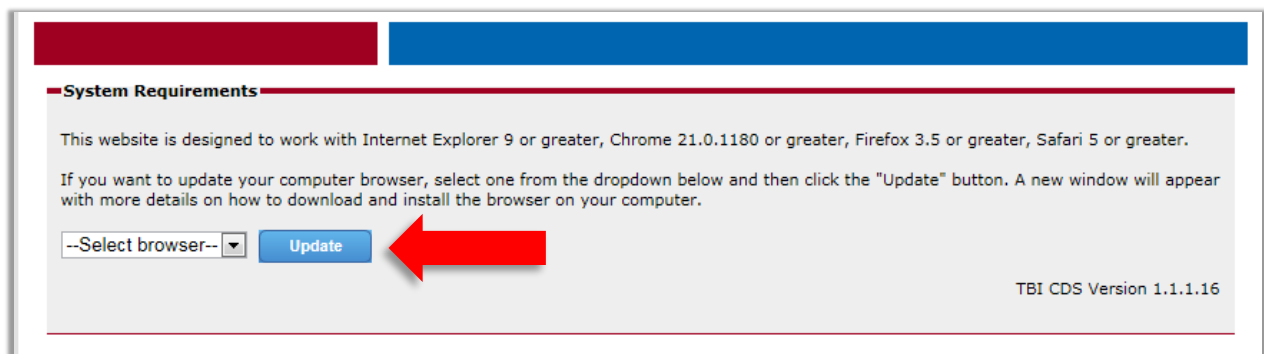 System Requirements
This website is designed to work with Internet Explorer 9 or greater, Chrome 21.0.1180 or greater, Firefox 3.5 or greater, Safari 5 or greater.
If you want to update your computer browser, select one from the dropdown below and then click the "Update" button. A new window will appear
with more details on how to download and install the browser on your computer.
--Select browser-- Update
TBI CDS Version 1.1.1.16